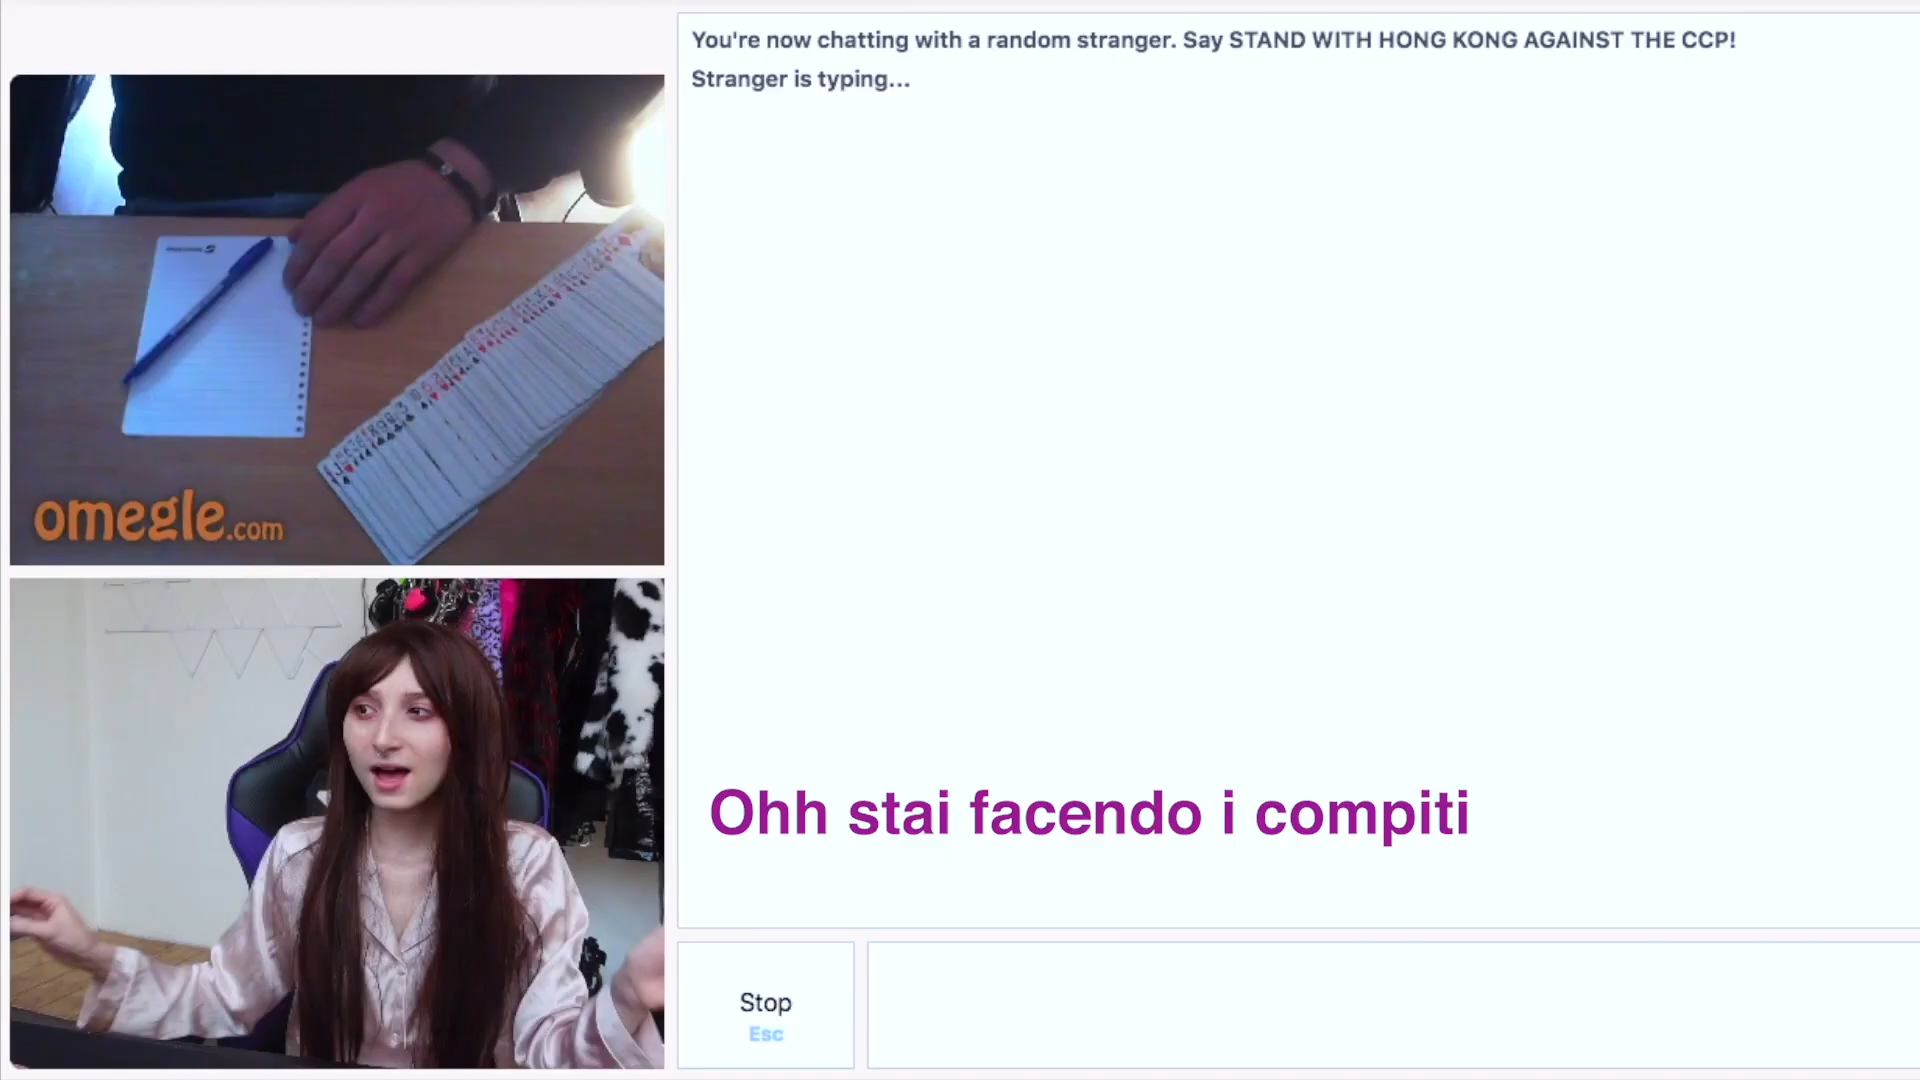 You're now chatting with a random stranger. Say STAND WITH HONG KONG AGAINST THE CCP!
Stranger is typing...
omegle.com
Ohh stai facendo i compiti
Stop
Esc